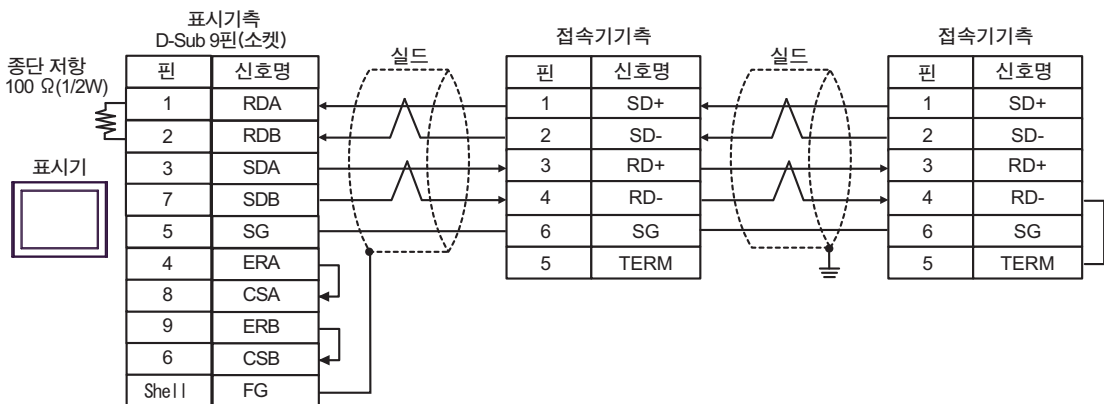 표시기측
D-Sub 9핀(소켓)
종단 저항
100 Ω(1/2W)
표시기
핀 신호명
1 RDA
2 RDB
3 SDA
7 SDB
5 SG
4 ERA
8 CSA
9 ERB
6 CSB
Shell FG
실드
접속기기측
핀 신호명
1 SD+
2 SD-
3 RD+
4 RD-
6 SG
5 TERM
실드
접속기기측
핀 신호명
1 SD+
2 SD-
3 RD+
4 RD-
6 SG
5 TERM